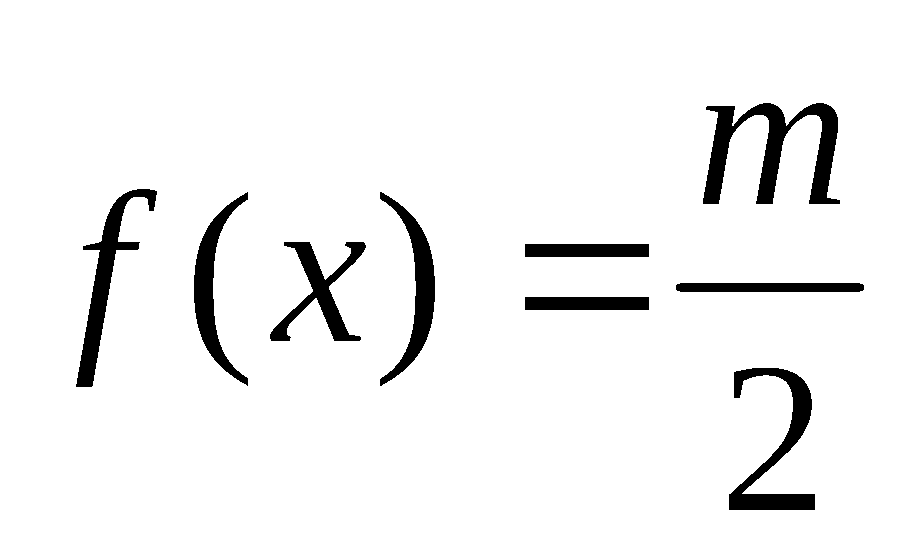 f(x) = m/2